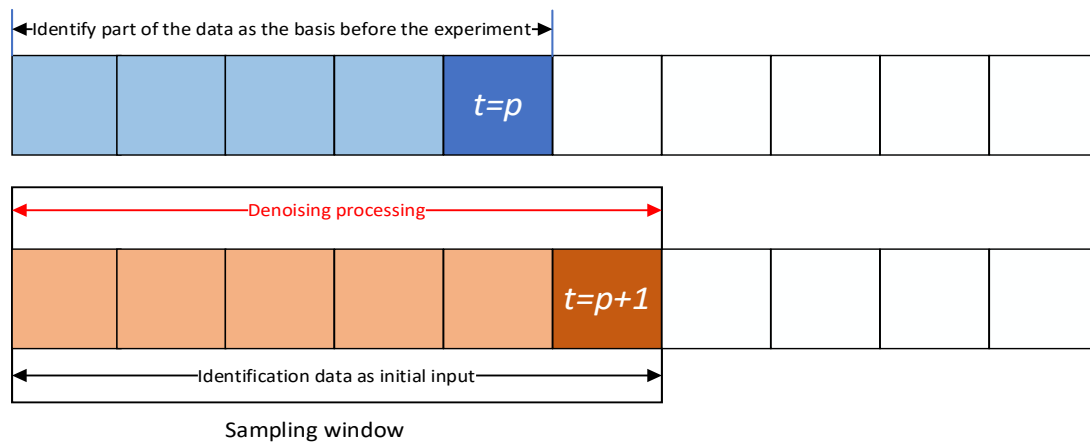 Identify part of the data as the basis before the experiment
t=p
Denoising processing
t=p+1
Identification data as initial input
Sampling window